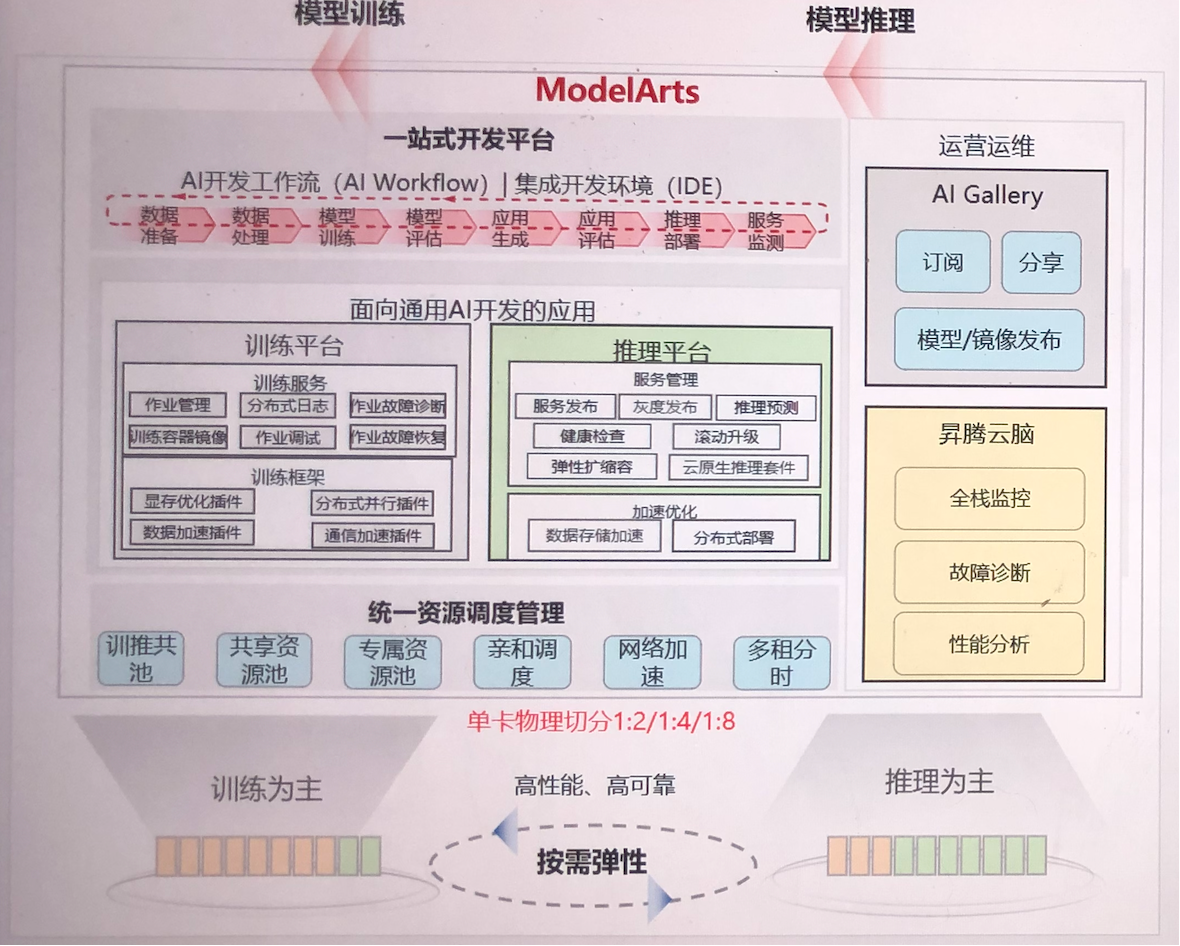 模型训练
模型推理
ModelArts
一站式开发平台
AI开发工作流（AI Workflow）| 集成开发环境（IDE）
数据
准备
数据
处理
模型
训练
模型
评估
应用
生成
应用
评估
推理
部署
服务
监测
面向通用AI开发的应用
训练平台
训练服务
作业管理
分布式日志
作业故障诊断
训练容器镜像
作业调试
作业故障恢复
训练框架
显存优化插件
分布式并行插件
数据加速插件
通信加速插件
推理平台
服务管理
服务发布
灰度发布
推理预测
健康检查
滚动升级
弹性扩缩容
云原生推理套件
加速优化
数据存储加速
分布式部署
统一资源调度管理
训推共
池
共享资
源池
专属资
源池
亲和调
度
网络加
速
多租分
时
运营运维
AI Gallery
订阅
分享
模型/镜像发布
昇腾云脑
全栈监控
故障诊断
性能分析
单卡物理切分1:2/1:4/1:8
训练为主
高性能、高可靠
按需弹性
推理为主